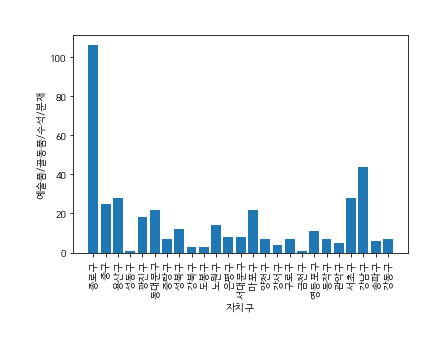 예술품/골동품/수석/분재
100
80
60
40
20
0
종로구
중구
용산구
성동구
광진구
동대문구
중랑구
성북구
강북구
도봉구
노원구
은평구
서대문구
마포구
양천구
강서구
구로구
금천구
영등포구
동작구
관악구
서초구
강남구
송파구
강동구
자치구